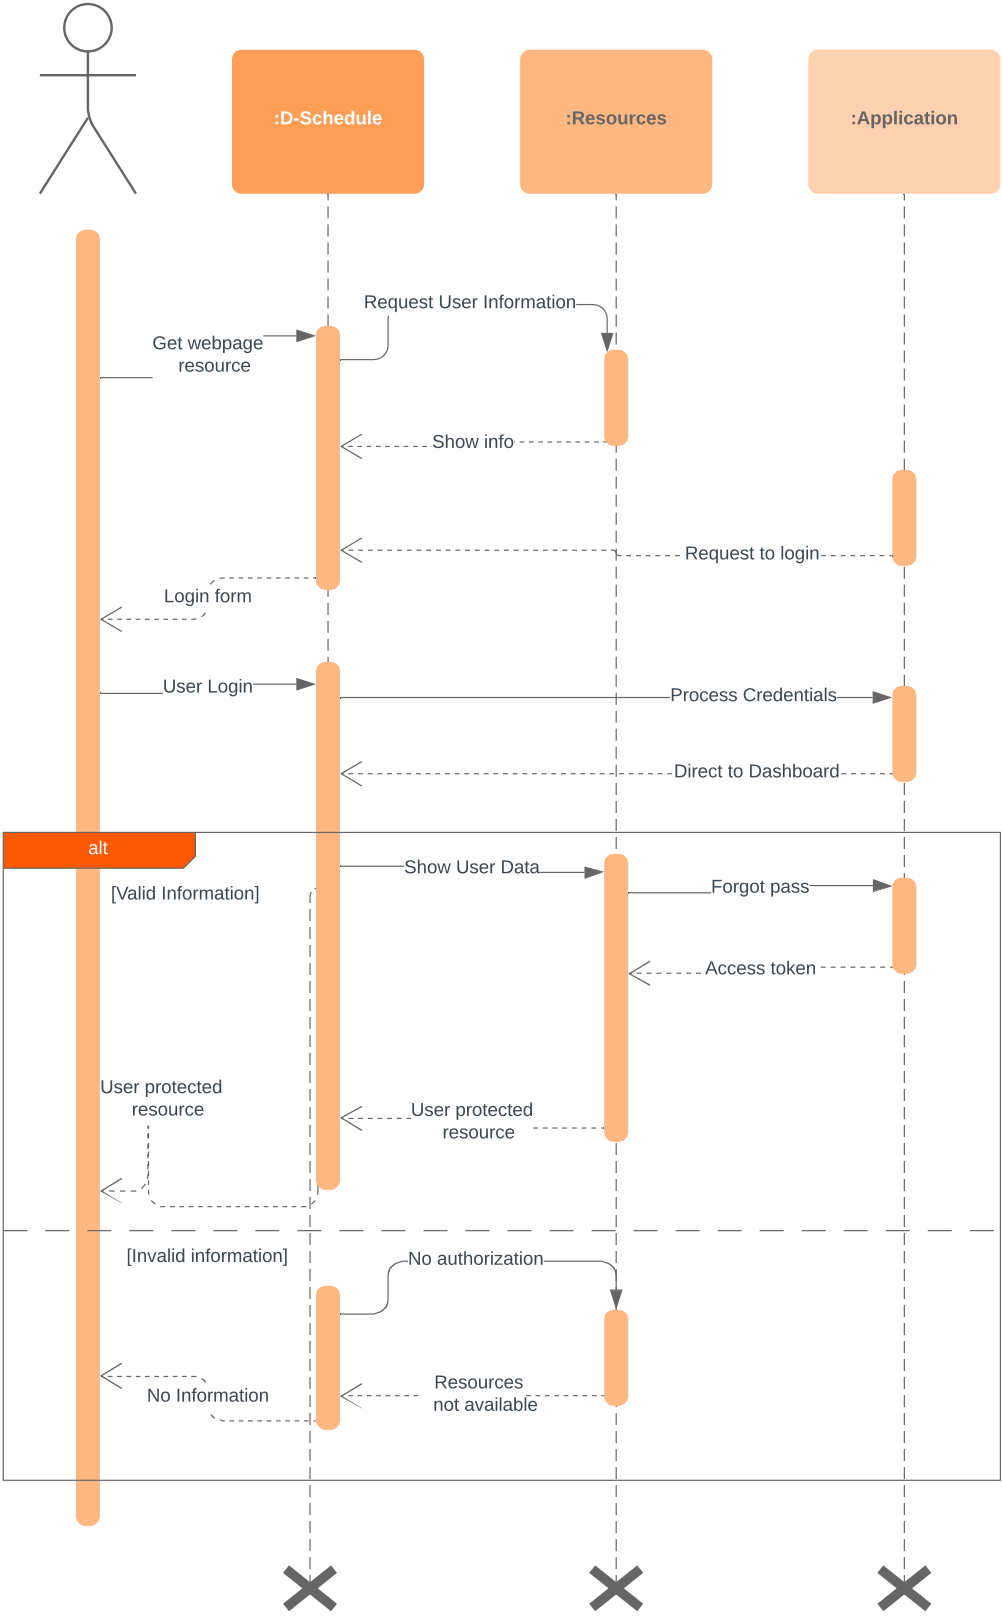 :D-Schedule
:Resources
:Application
Request User Information
Get webpage
resource
Show info
Request to login
Login form
User Login
Process Credentials
Direct to Dashboard
alt
Show User Data
[Valid Information]
Forgot pass
Access token
User protected
resource
User protected
resource
[Invalid information]
No authorization
Resources
not available
No Information